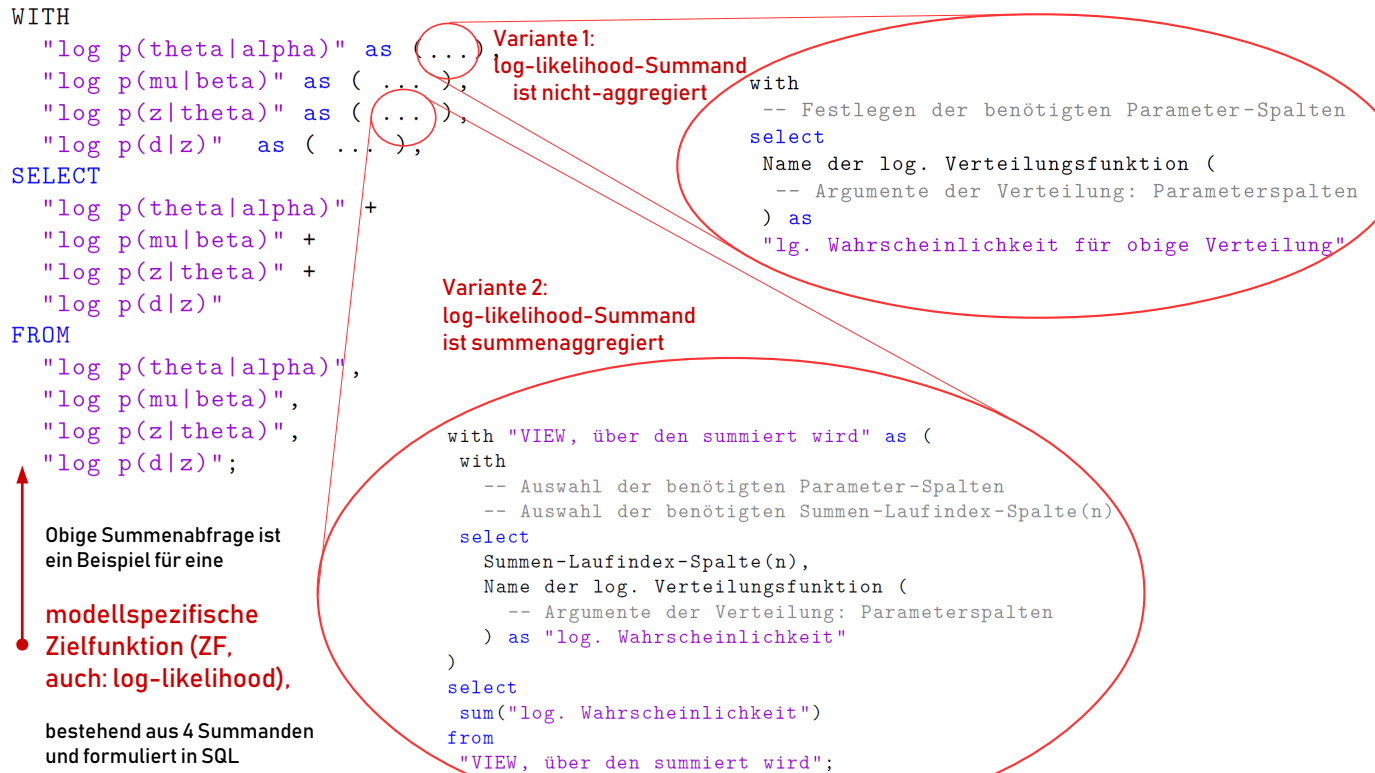 WITH
"log p(theta|alpha)" as (...),
"log p(mu|beta)" as ( ... ),
"log p(z|theta)" as ( ... ),
"log p(d|z)"  as ( ... ),
SELECT
"log p(theta|alpha)" +
"log p(mu|beta)" +
"log p(z|theta)" +
"log p(d|z)"
FROM
"log p(theta|alpha)",
"log p(mu|beta)",
"log p(z|theta)",
"log p(d|z)";
Obige Summenabfrage ist
ein Beispiel für eine
modellspezifische
Zielfunktion (ZF,
auch: log-likelihood),
bestehend aus 4 Summanden
und formuliert in SQL
Variante 1:
log-likelihood-Summand
ist nicht-aggregiert
with
-- Festlegen der benötigten Parameter-Spalten
select
Name der log. Verteilungsfunktion (
-- Argumente der Verteilung: Parameterspalten
) as
"lg. Wahrscheinlichkeit für obige Verteilung"
Variante 2:
log-likelihood-Summand
ist summenaggregiert
with "VIEW, über den summiert wird" as (
with
-- Auswahl der benötigten Parameter-Spalten
-- Auswahl der benötigten Summen-Laufindex-Spalte(n)
select
Summen-Laufindex-Spalte(n),
Name der log. Verteilungsfunktion (
-- Argumente der Verteilung: Parameterspalten
) as "log. Wahrscheinlichkeit"
)
select
sum("log. Wahrscheinlichkeit")
from
"VIEW, über den summiert wird";